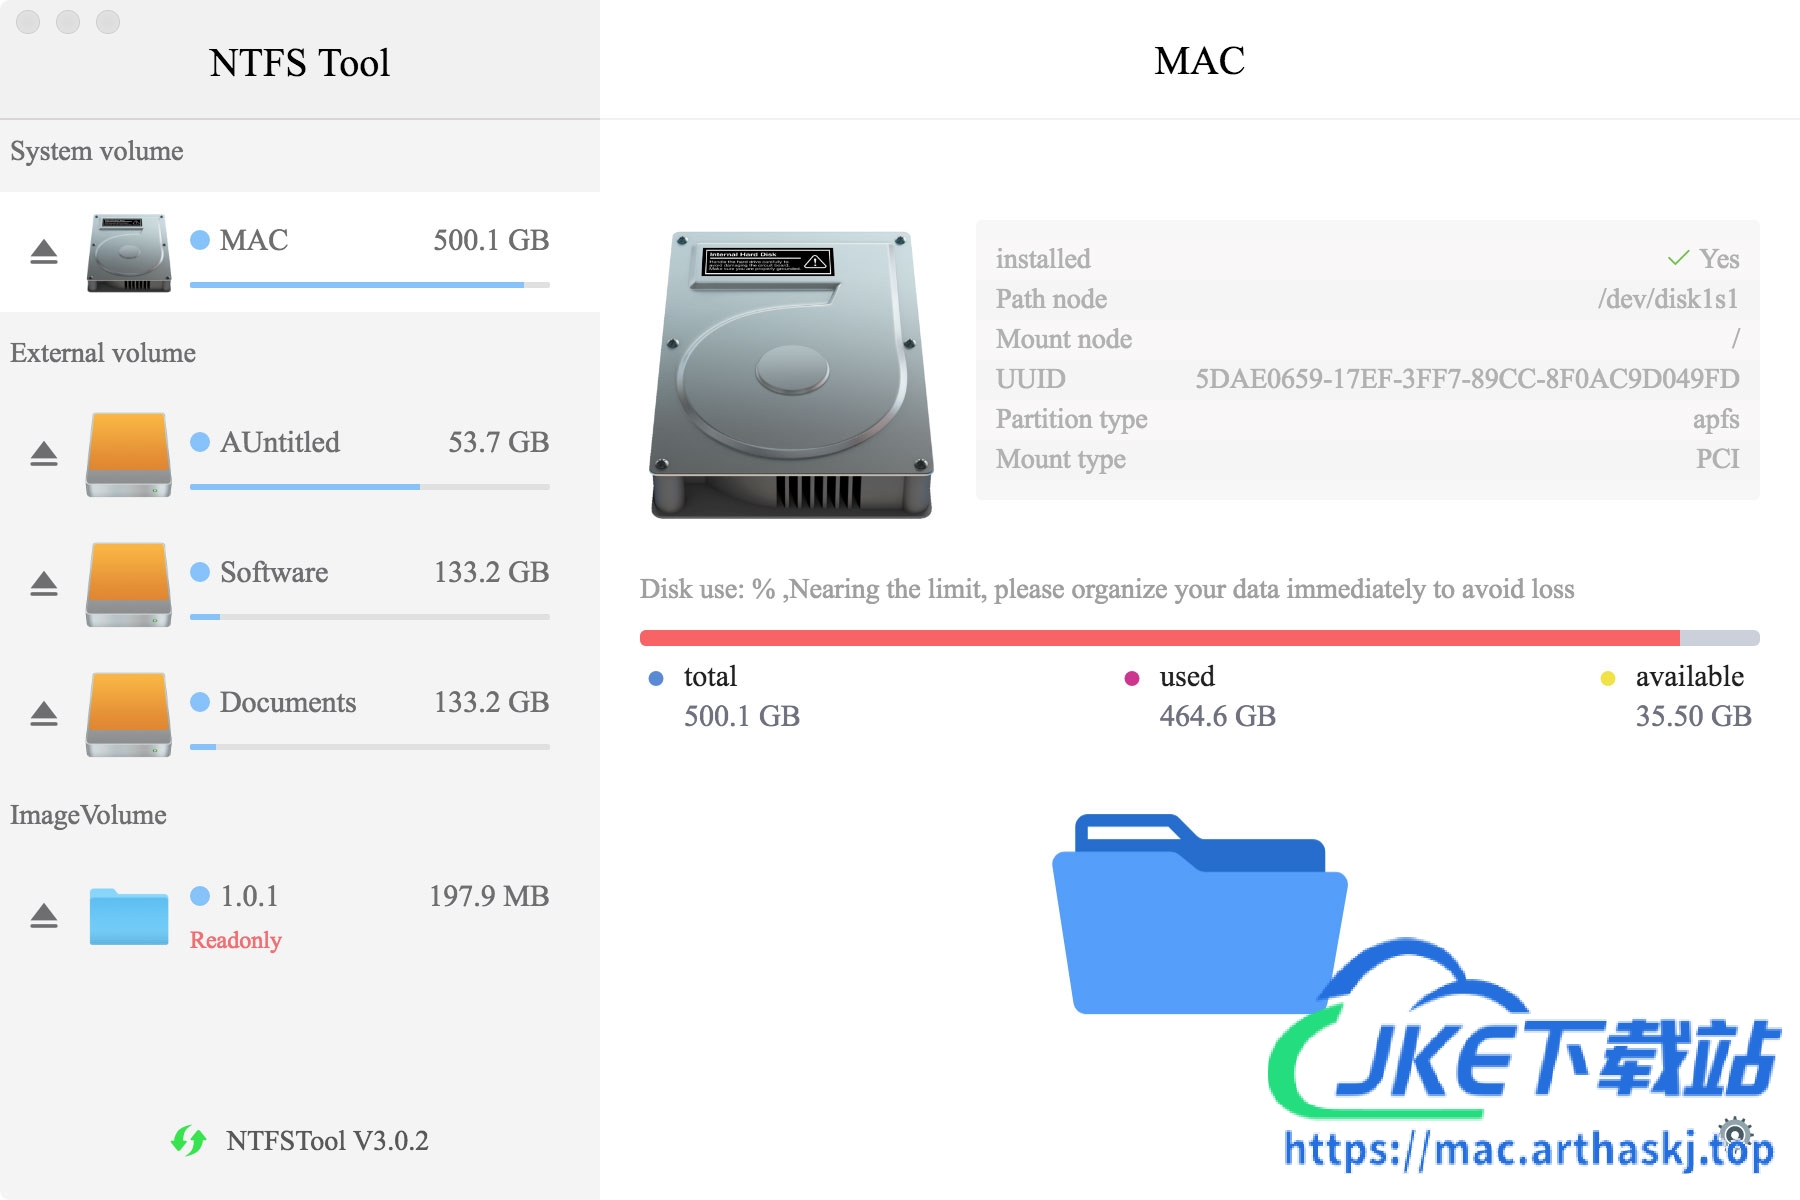 NTFS Tool
System volume
MAC 500.1 GB
External volume
AUntitled 53.7 GB
Software 133.2 GB
Documents 133.2 GB
ImageVolume
1.0.1 197.9 MB
Readonly
NTFSTool V3.0.2
MAC
Internal Hard Disk
installed Yes
Path node /dev/disk1s1
Mount node /
UUID 5DAE0659-17EF-3FF7-89CC-8F0AC9D049FD
Partition type apfs
Mount type PCI
Disk use: % ,Nearing the limit, please organize your data immediately to avoid loss
total used available
500.1 GB 464.6 GB 35.50 GB
JKE下载站
https://mac.arthaskj.top